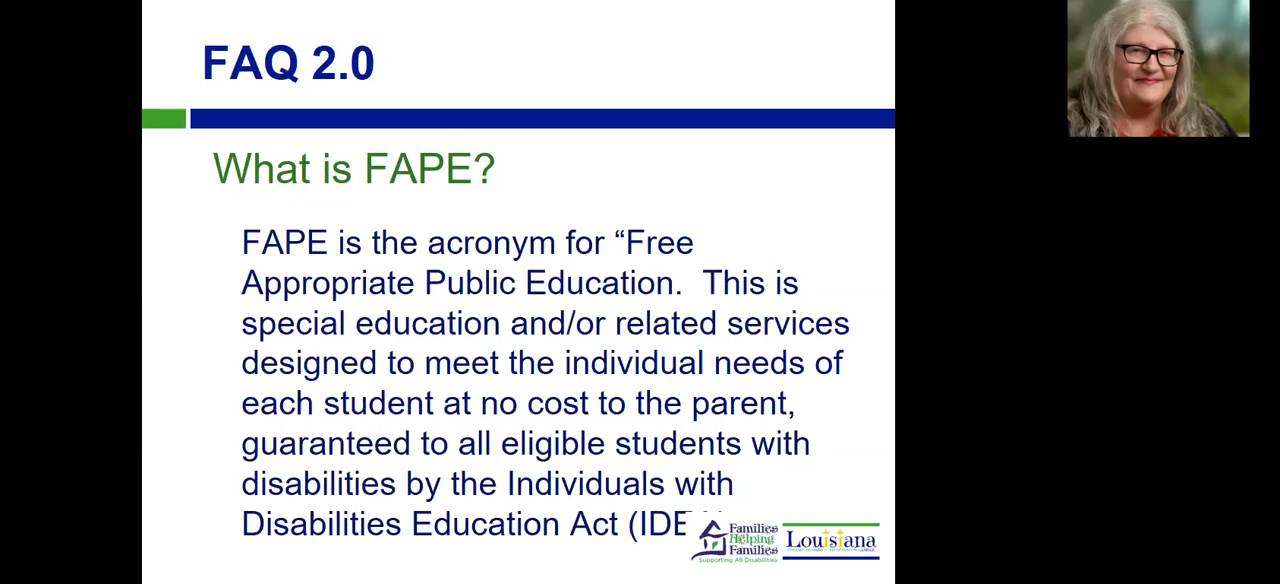 FAQ 2.0
What is FAPE?
FAPE is the acronym for “Free
Appropriate Public Education.  This is
special education and/or related services
designed to meet the individual needs of
each student at no cost to the parent,
guaranteed to all eligible students with
disabilities by the Individuals with
Disabilities Education Act (IDE
Families
Helping
Families
Supporting All Disabilities
Louisiana